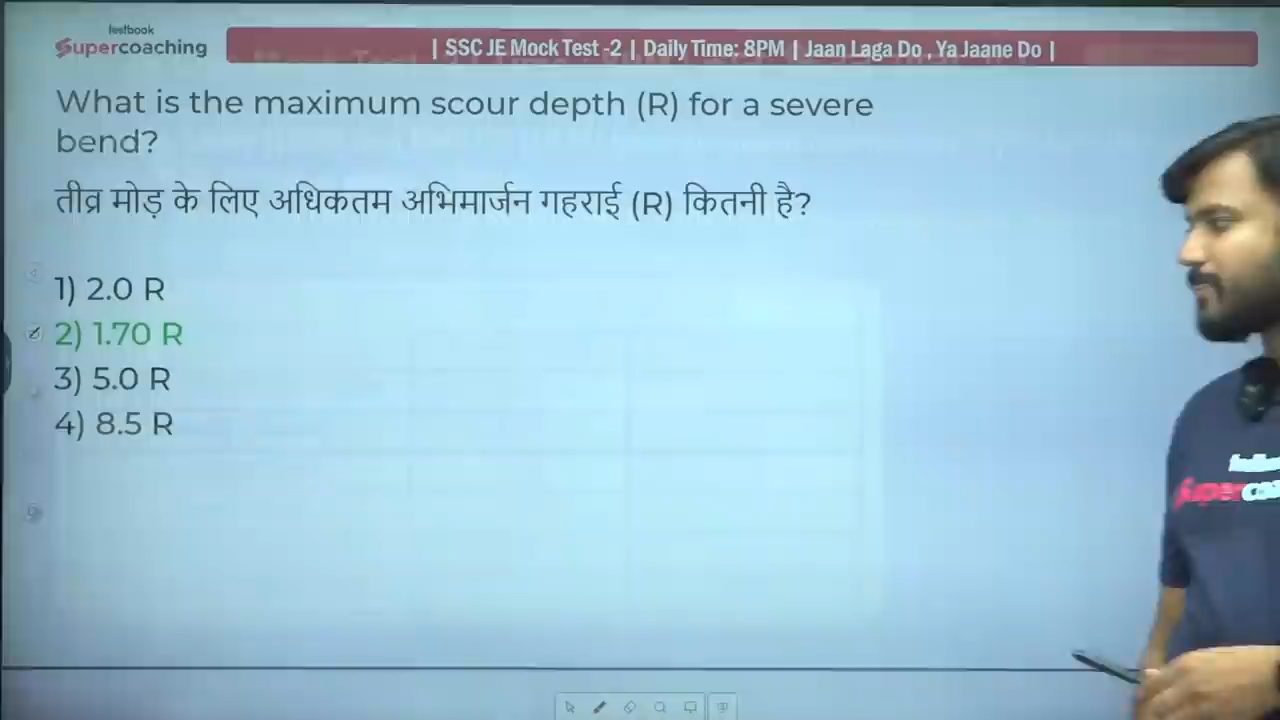 testbook
Supercoaching
| SSC JE Mock Test -2 | Daily Time: 8PM | Jaan Laga Do , Ya Jaane Do |
What is the maximum scour depth (R) for a severe
bend?
तीव्र मोड़ के लिए अधिकतम अभिमार्जन गहराई (R) कितनी है?
1) 2.0 R
2) 1.70 R
3) 5.0 R
4) 8.5 R